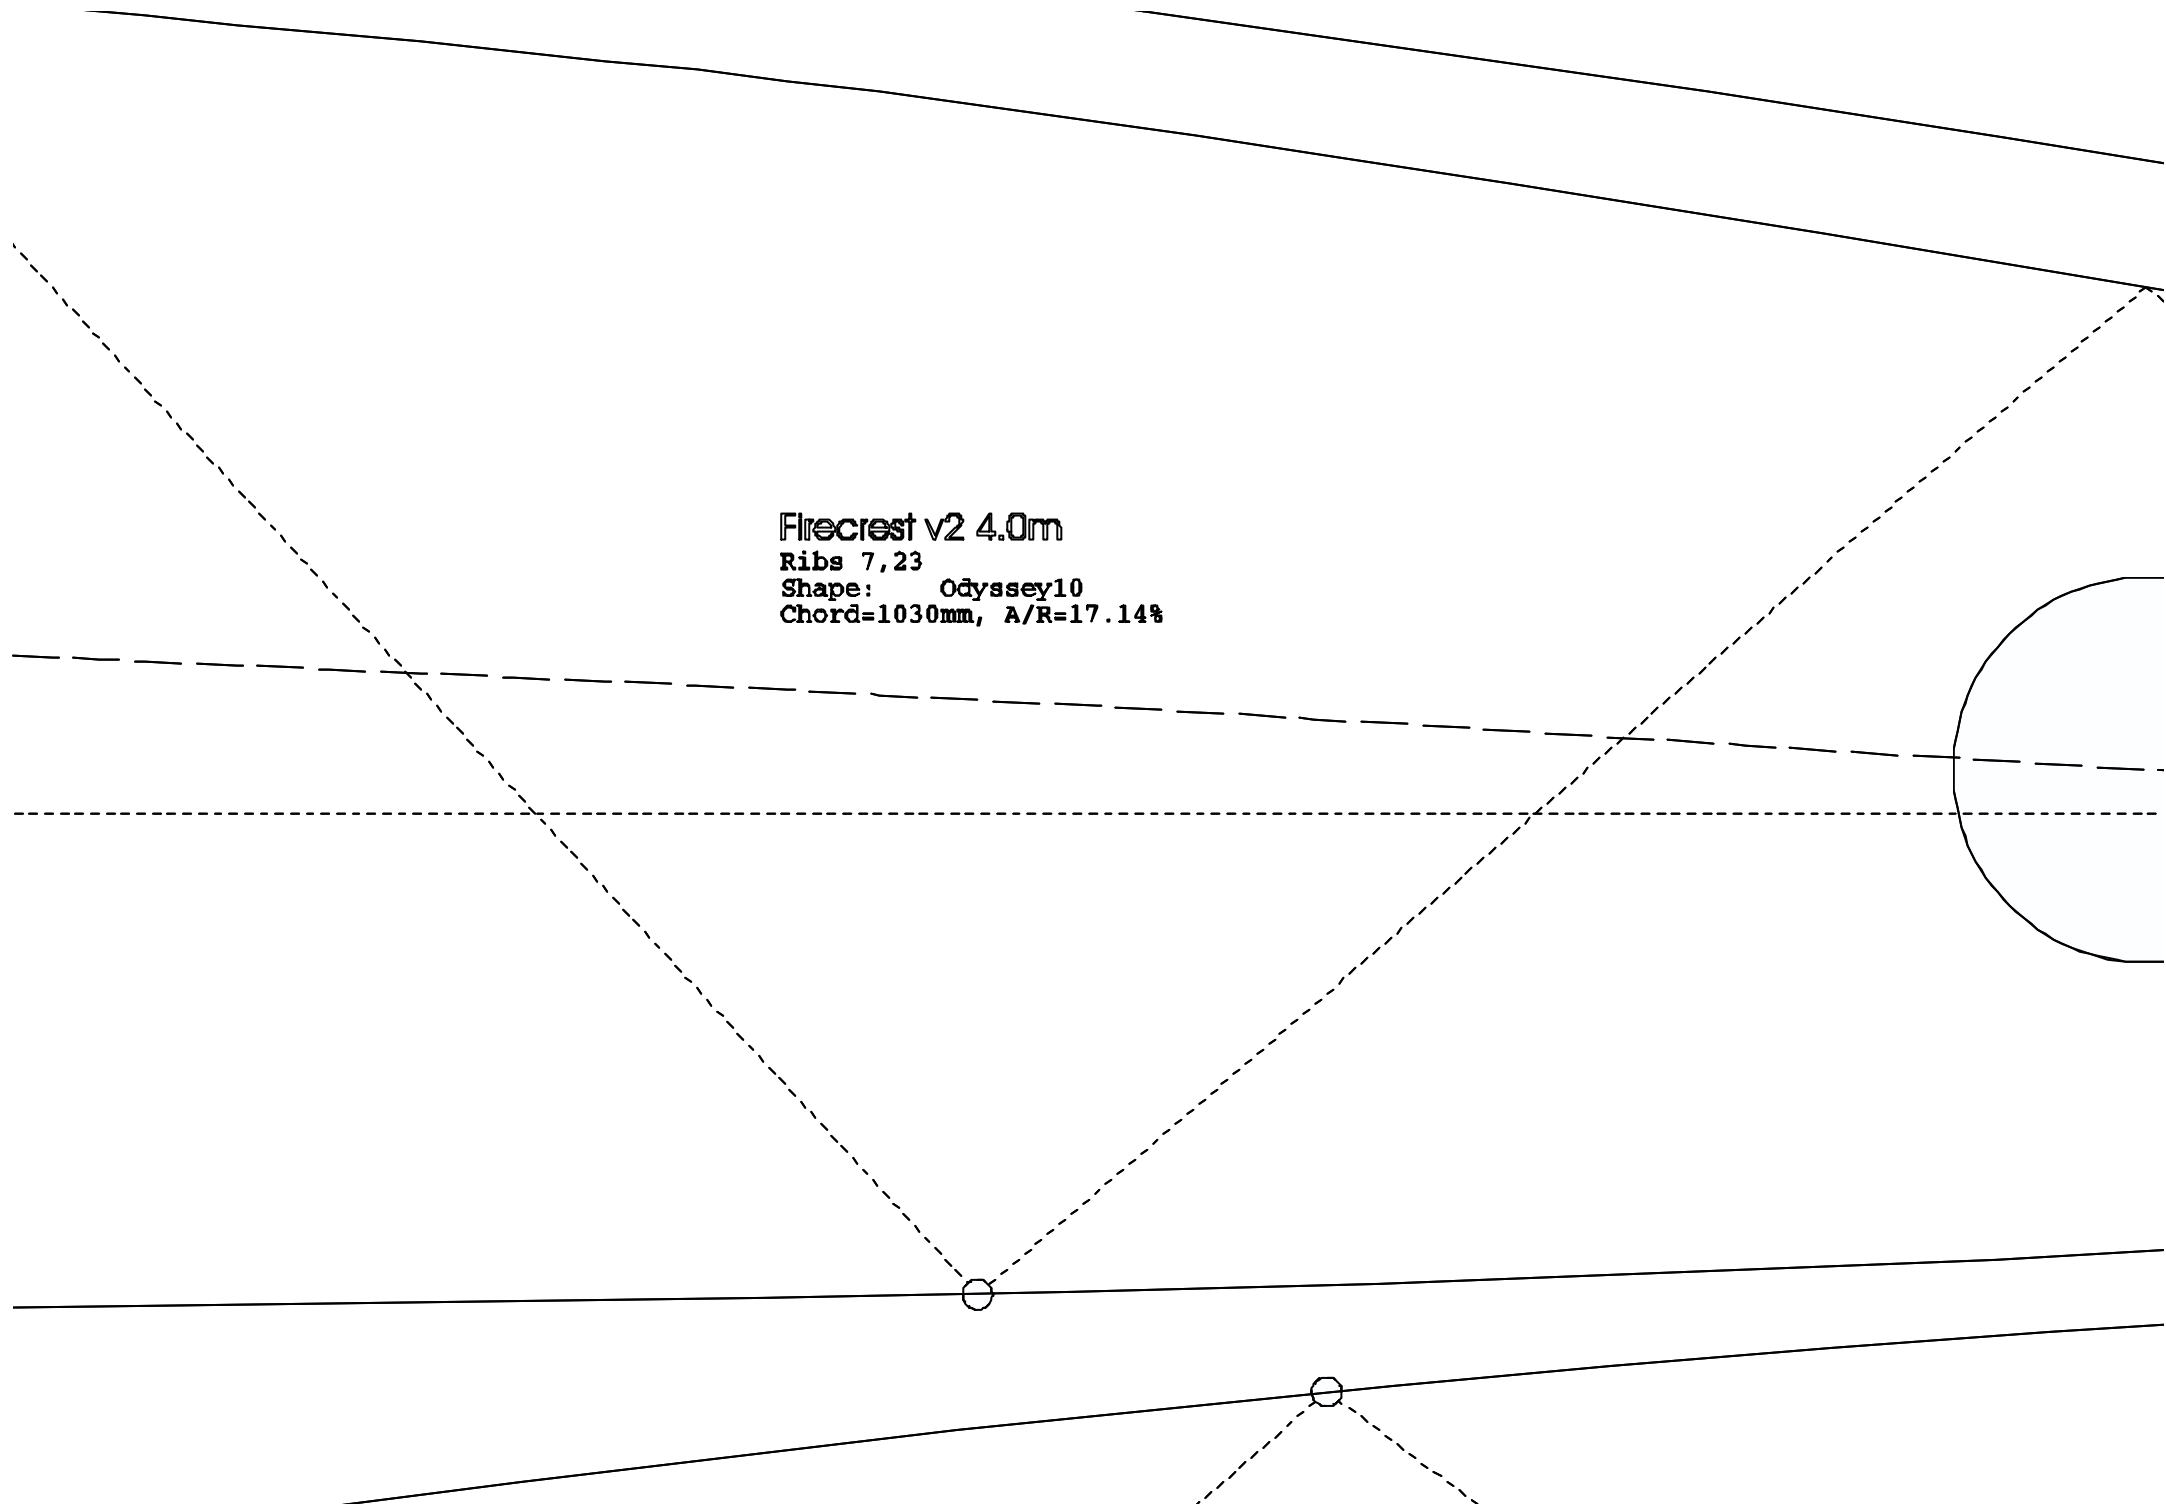 Firecrest v2 4.0m
Ribs 7,23
Shape:    Odyssey10
Chord=1030mm, A/R=17.14%